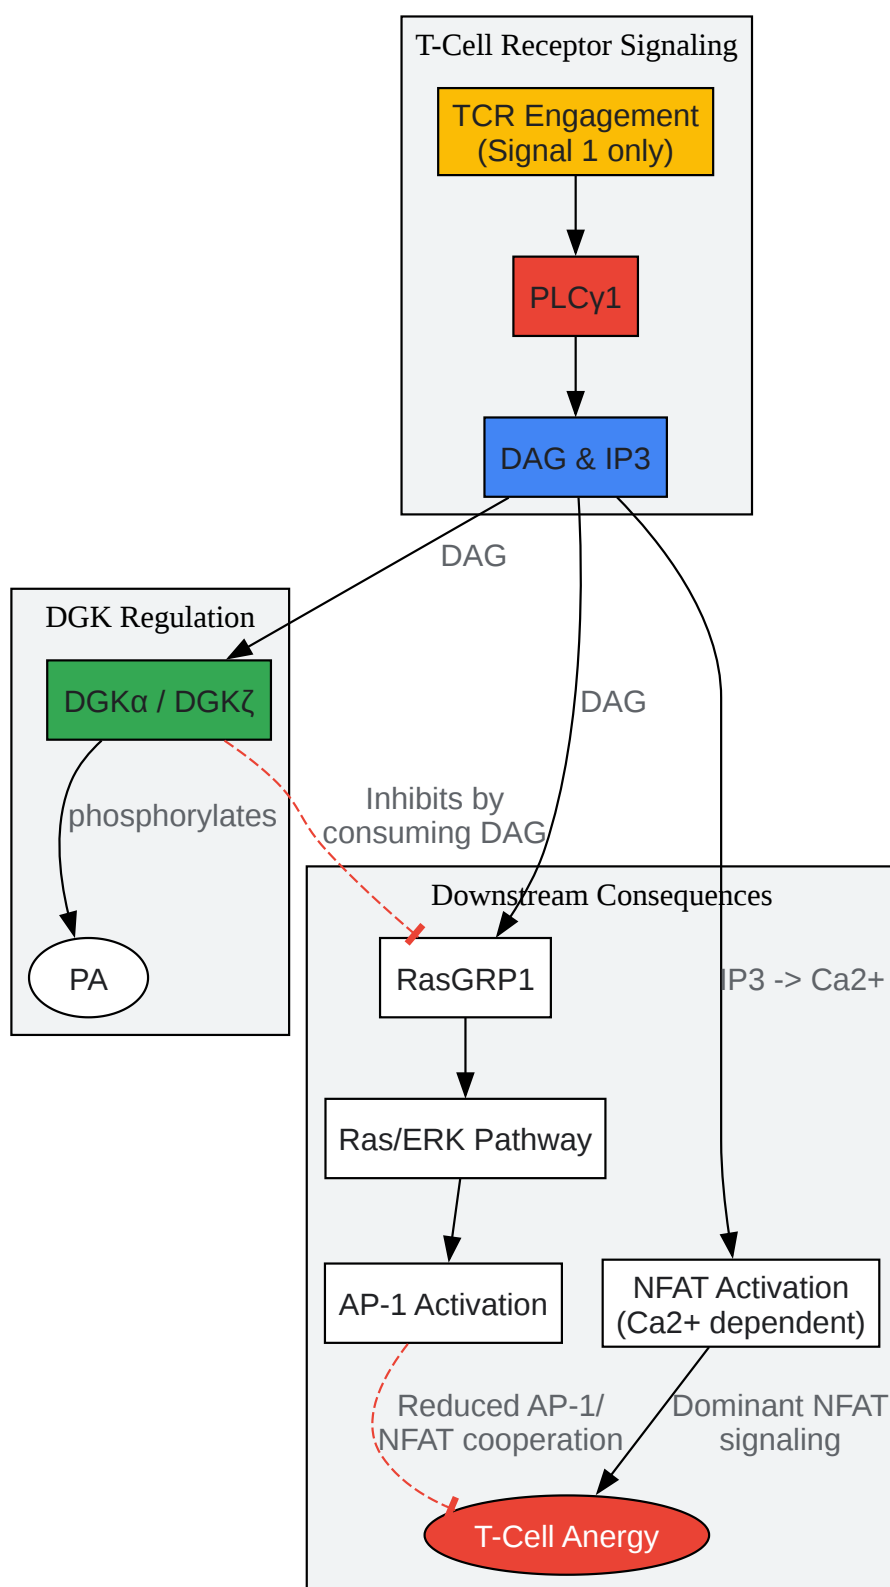 T-Cell Receptor Signaling
TCR Engagement
(Signal 1 only)
PLCγ1
DAG & IP3
DAG
DGK Regulation
DGKα / DGKζ
DAG
phosphorylates
Inhibits by
consuming DAG
Downstream Consequences
PA
RasGRP1
IP3 -> Ca2+
Ras/ERK Pathway
AP-1 Activation
NFAT Activation
(Ca2+ dependent)
Reduced AP-1/
NFAT cooperation
Dominant NFAT
signaling
T-Cell Anergy